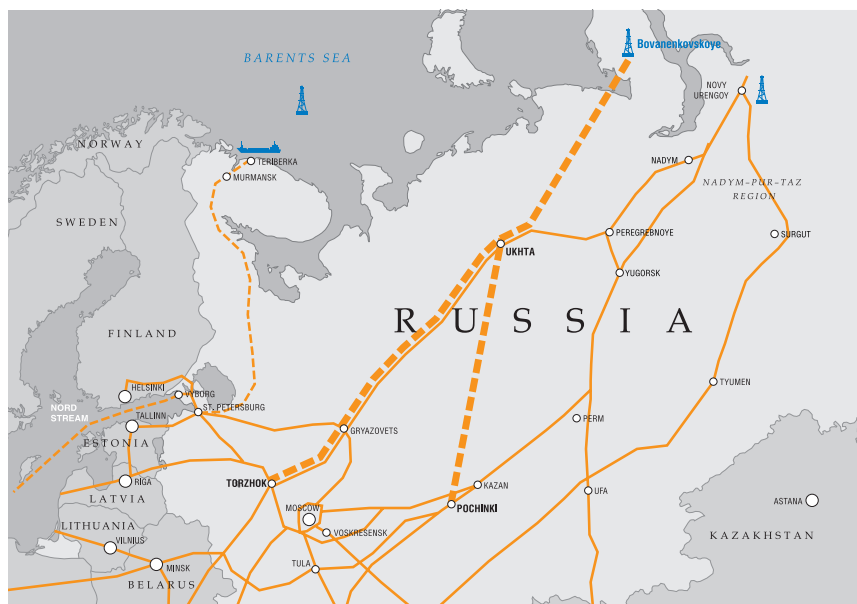 Bovanenkovskoye
BARENTS SEA
NOVY
URENGOY
NORWAY
TERIBERKA
NADYM
MURMANSK
NADYM–PUR–TAZ
REGION
SWEDEN
PEREGREBNOYE
SURGUT
UKHTA
YUGORSK
RUSSIA
FINLAND
HELSINKI
TYUMEN
VYBORG
NORD
STREAM
ST. PETERSBURG
TALLINN
PERM
GRYAZOVETS
ESTONIA
RIGA
TORZHOK
KAZAN
UFA
LATVIA
MOSCOW
POCHINKI
ASTANA
LITHUANIA
VOSKRESENSK
KAZAKHSTAN
VILNIUS
TULA
MINSK
BELARUS